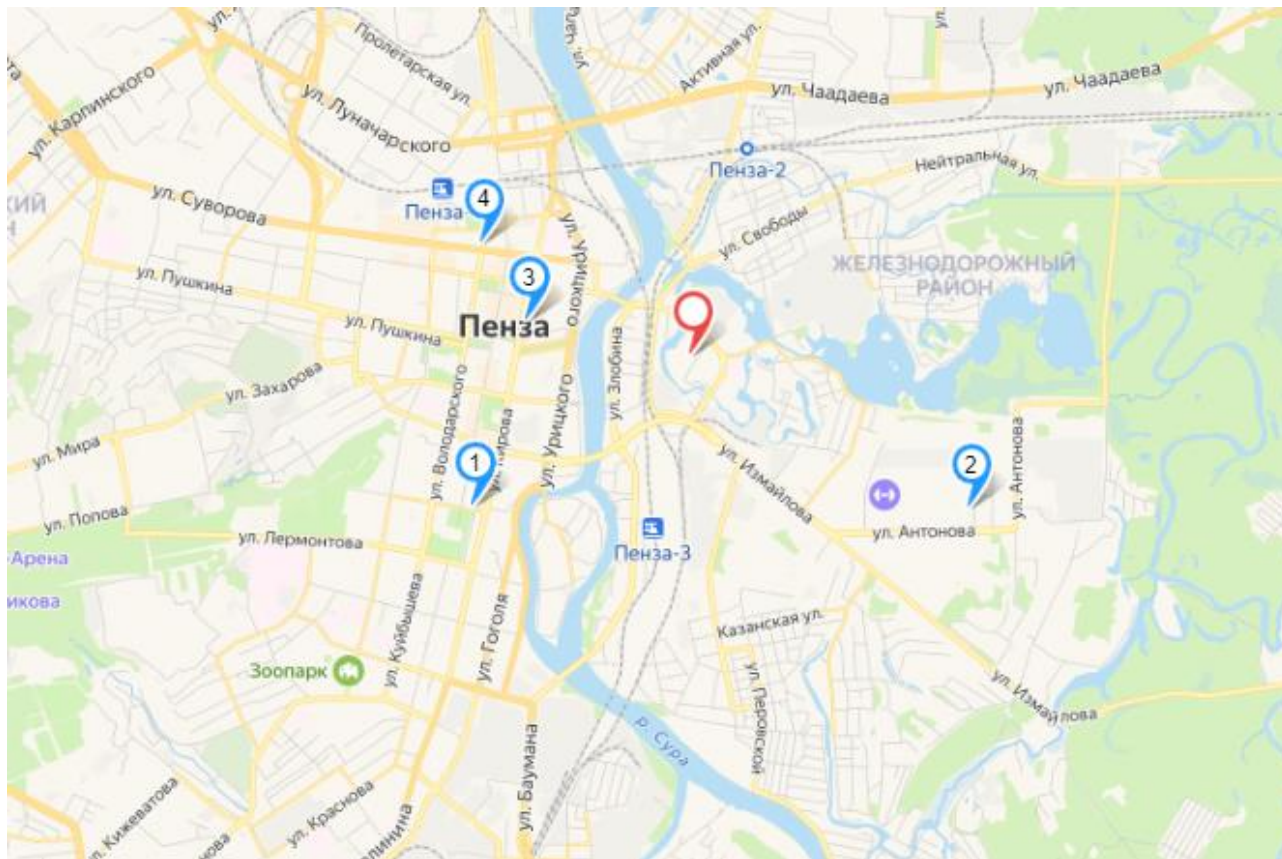 ул. Чаадаева
ул. Чаадаева
Активная ул.
Пролетарская ул.
ул. Карпинского
ул. Луначарского
Пенза-2
Нейтральная ул.
КИЙ
Н
ул. Суворова
Пенза
4
ул. Урицкого
ул. Свободы
ЖЕЛЕЗНОДОРОЖНЫЙ
РАЙОН
ул. Пушкина
3
Пенза
ул. Пушкина
ул. Захарова
ул. Злобина
ул. Володарского
ул. Урицкого
ул. Мира
1
2
ул. Измайлова
ул. Антонова
ул. Попова
ул. Лермонтова
ул. Антонова
-Арена
Пенза-3
икова
ул. Куйбышева
ул. Гоголя
Казанская ул.
Зоопарк
ул. Перовской
ул. Измайлова
р. Сура
ул. Баумана
ул. Краснова